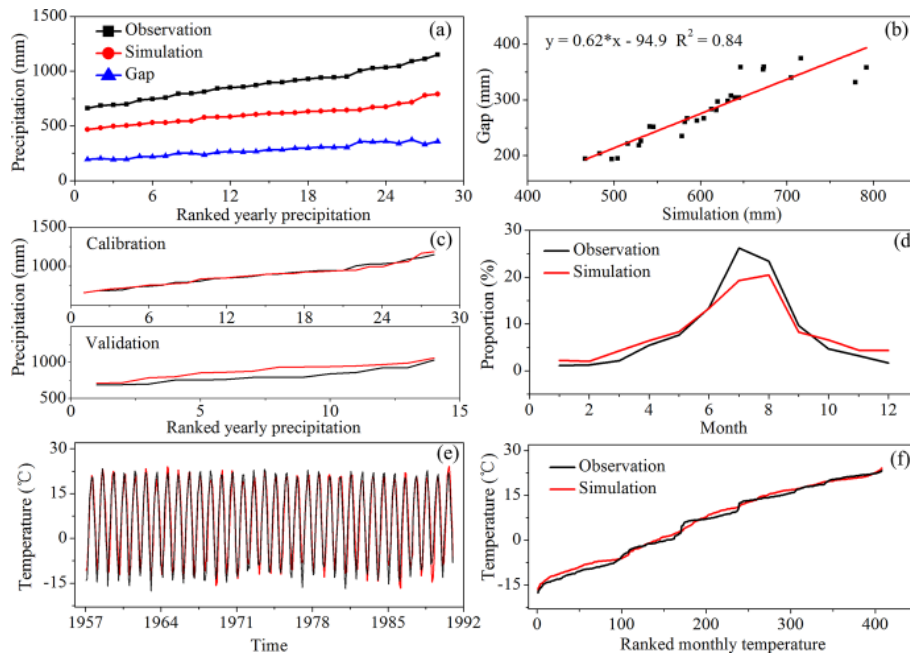 (a)
Observation
Simulation
Gap
Precipitation (mm)
1500
1000
500
0
0 6 12 18 24 30
Ranked yearly precipitation
(b)
y = 0.62*x - 94.9 R² = 0.84
Gap (mm)
400
300
200
500 600 700 800
Simulation (mm)
(c)
Calibration
Precipitation (mm)
1500
1000
0 6 12 18 24 30
Validation
Precipitation (mm)
1000
500
0 5 10 15
Ranked yearly precipitation
(d)
Observation
Simulation
Proportion (%)
30
20
10
0
0 2 4 6 8 10 12
Month
(e)
Temperature (℃)
30
15
0
-15
1957 1964 1971 1978 1985 1992
Time
(f)
Observation
Simulation
Temperature (℃)
30
15
0
-15
0 100 200 300 400
Ranked monthly temperature